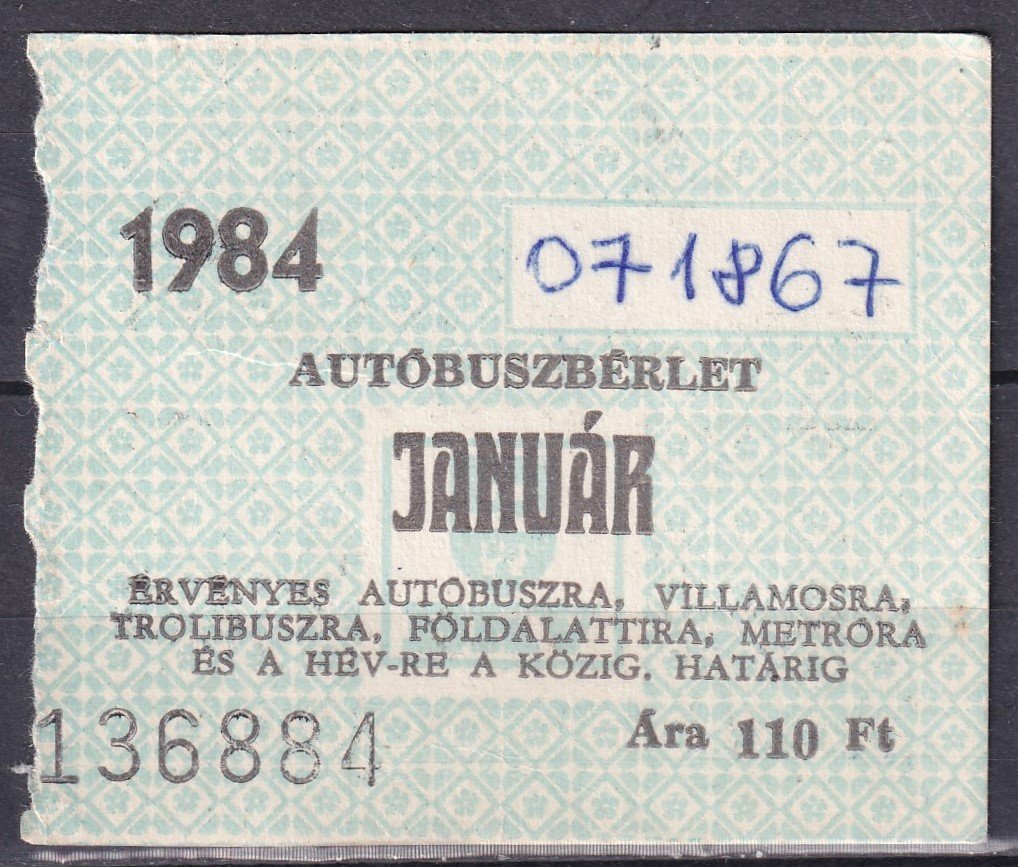 1984
071867
AUTÓBUSZBÉRLET
JANUÁR
ÉRVÉNYES AUTÓBUSZRA, VILLAMOSRA,
TROLIBUSZRA, FÖLDALATTIRA, METRÓRA
ÉS A HÉV-RE A KÖZIG. HATÁRIG
136884
Ára 110 Ft